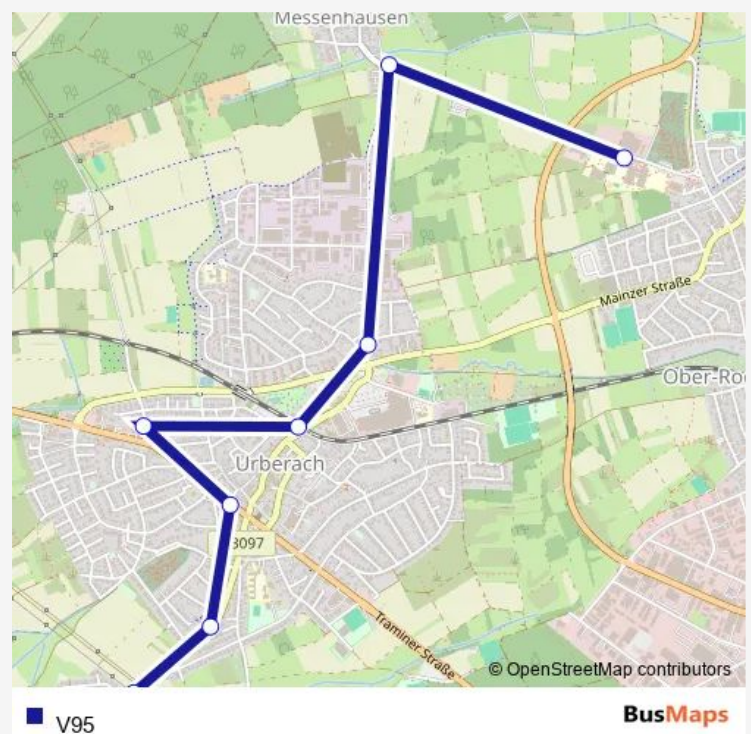 Messenhausen
Mainzer Straße
Ober-Ro
Urberach
3097
Traminer Straße
© OpenStreetMap contributors
V95
BusMaps